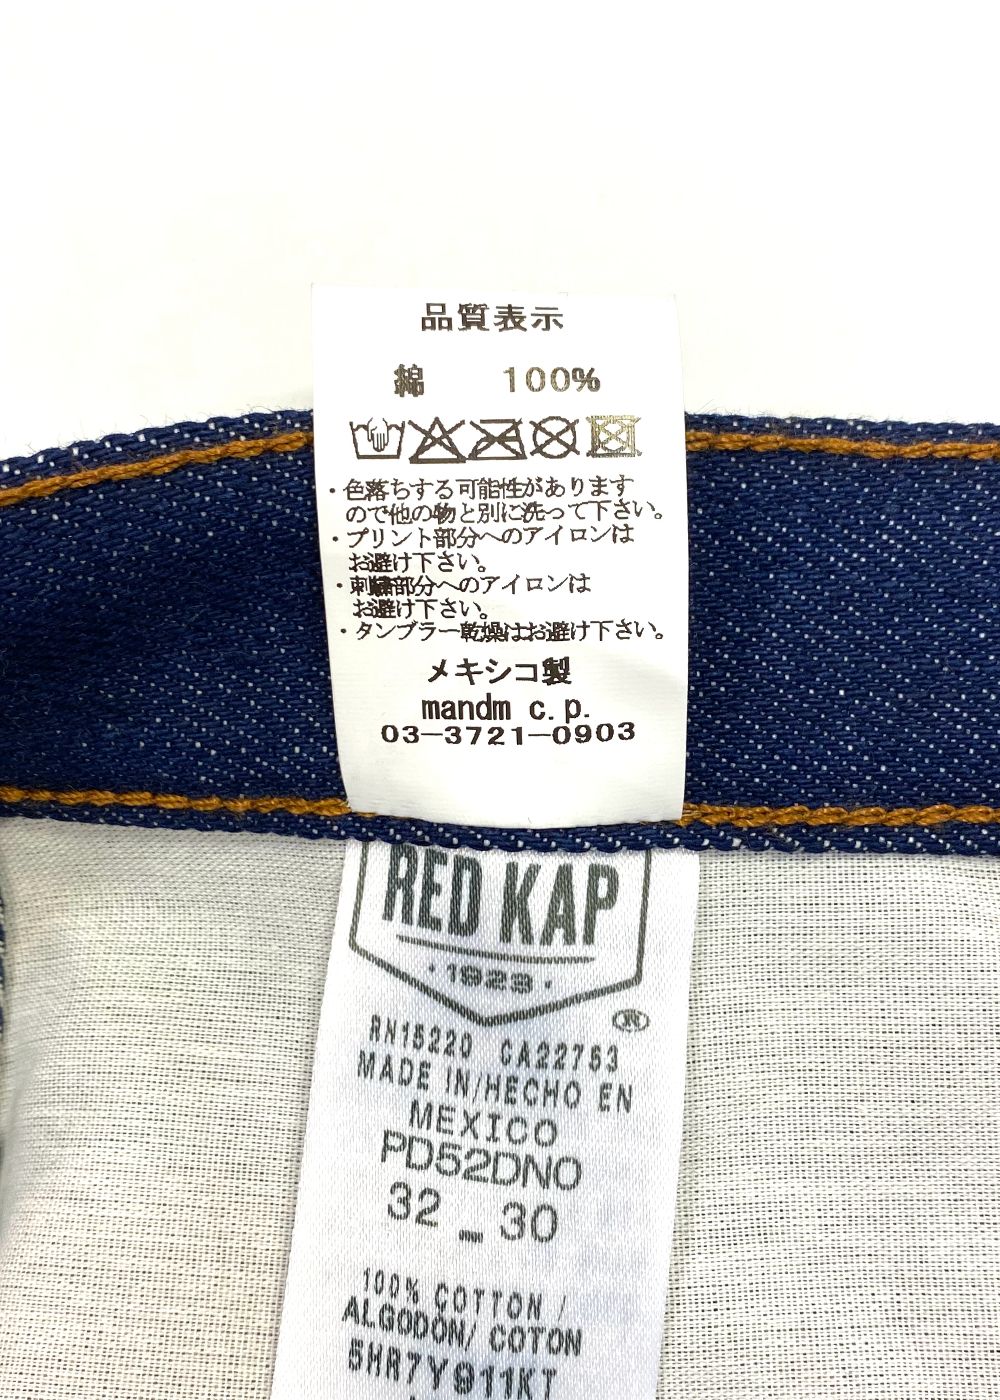 品質表示
綿 100%
・色落ちする可能性があります
ので他の物と別に洗って下さい。
・プリント部分へのアイロンは
お避け下さい。
・刺繍部分へのアイロンは
お避け下さい。
・タンブラー乾燥はお避け下さい。
メキシコ製
mandm c.p.
03-3721-0903
RED KAP
・1923・
®
RN15220 CA22753
MADE IN/HECHO EN
MEXICO
PD52DNO
32 _ 30
100% COTTON /
ALGODON/ COTON
5HR7Y911KT